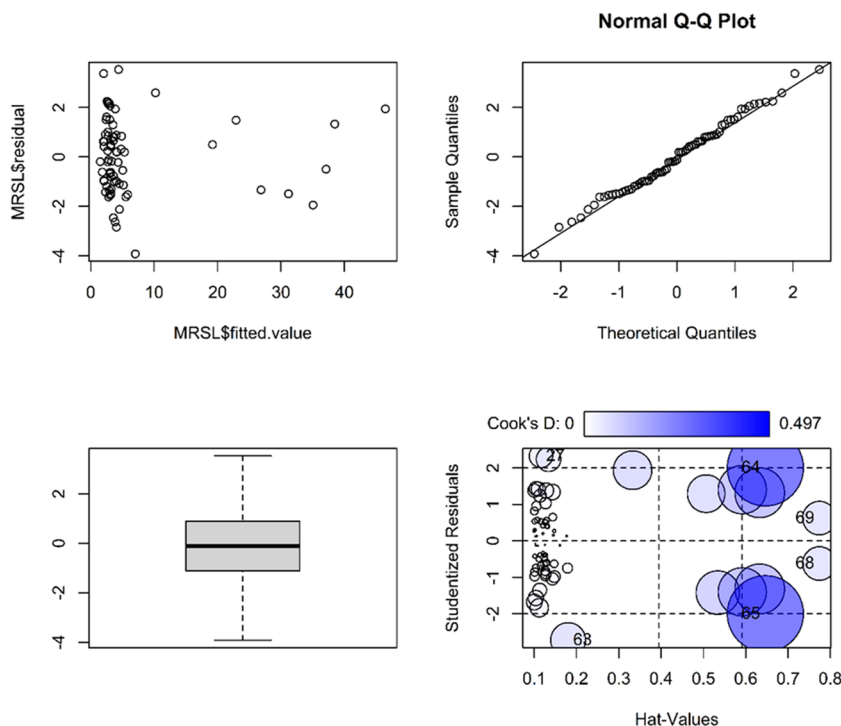 MRSL$residual
2
0
-2
-4
0 10 20 30 40
MRSL$fitted.value
Normal Q-Q Plot
Sample Quantiles
2
0
-2
-4
-2 -1 0 1 2
Theoretical Quantiles
2
0
-2
-4
Cook's D: 0 0.497
Studentized Residuals
2
1
0
-1
-2
27
64
69
68
65
63
0.1 0.2 0.3 0.4 0.5 0.6 0.7 0.8
Hat-Values